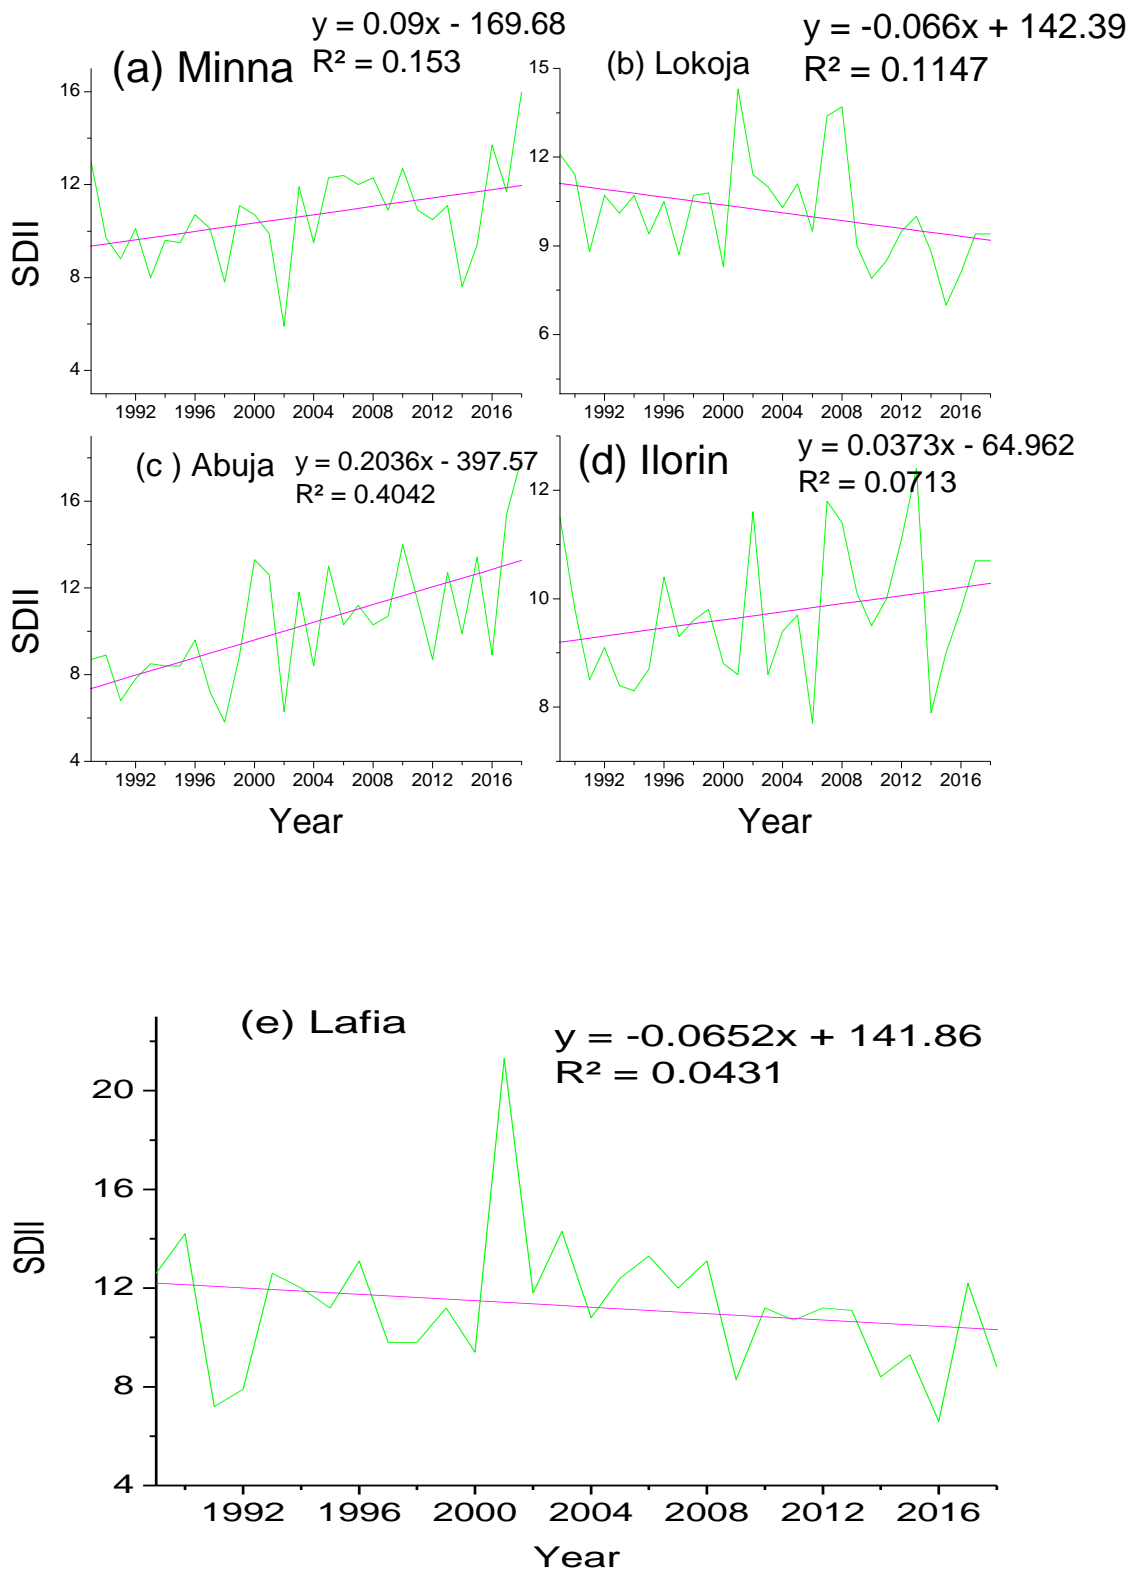 (a) Minna
y = 0.09x - 169.68
R² = 0.153
SDII
16
12
8
4
1992 1996 2000 2004 2008 2012 2016
(b) Lokoja
y = -0.066x + 142.39
R² = 0.1147
15
12
9
6
1992 1996 2000 2004 2008 2012 2016
(c ) Abuja
y = 0.2036x - 397.57
R² = 0.4042
SDII
16
12
8
4
1992 1996 2000 2004 2008 2012 2016
Year
(d) Ilorin
y = 0.0373x - 64.962
R² = 0.0713
12
10
8
1992 1996 2000 2004 2008 2012 2016
Year
(e) Lafia
y = -0.0652x + 141.86
R² = 0.0431
SDII
20
16
12
8
4
1992 1996 2000 2004 2008 2012 2016
Year